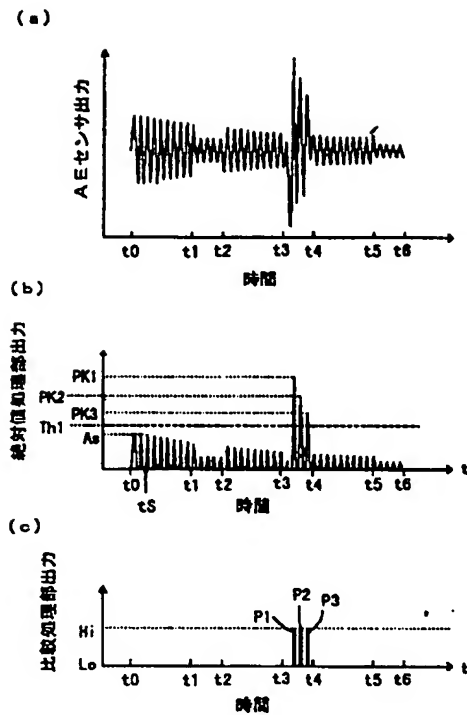 (a)
AEセンサ出力
t0 t1 t2 t3 t4 t5 t6
時間
(b)
絶対値処理部出力
PK1
PK2
PK3
Th1
As
t0 t1 t2 t3 t4 t5 t6 t
tS
時間
(c)
比較処理部出力
P2
P1 P3
Hi
Lo
t0 t1 t2 t3 t4 t5 t6 t
時間